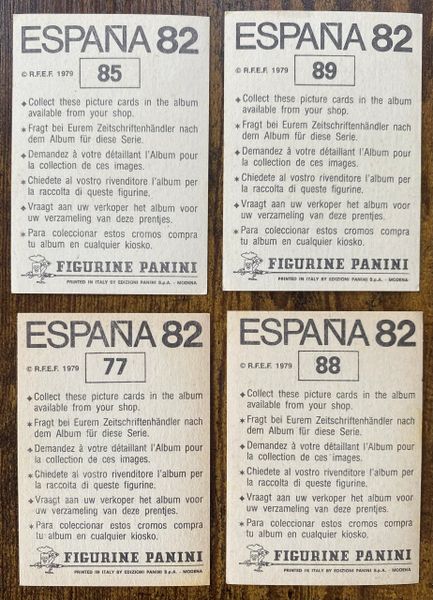 ESPAÑA 82
© R.F.E.F. 1979
85
Collect these picture cards in the album
available from your shop.
Fragt bei Eurem Zeitschriftenhändler nach
dem Album für diese Serie.
Demandez à votre détaillant l'Album pour
la collection de ces images.
Chiedete al vostro rivenditore l'album per
la raccolta di queste figurine.
Vraagt aan uw verkoper het album voor
uw verzameling van deze prentjes.
Para coleccionar estos cromos compra
tu album en cualquier kiosko.
FIGURINE PANINI
PRINTED IN ITALY BY EDIZIONI PANINI S.p.A. - MODENA
ESPAÑA 82
© R.F.E.F. 1979
89
Collect these picture cards in the album
available from your shop.
Fragt bei Eurem Zeitschriftenhändler nach
dem Album für diese Serie.
Demandez à votre détaillant l'Album pour
la collection de ces images.
Chiedete al vostro rivenditore l'album per
la raccolta di queste figurine.
Vraagt aan uw verkoper het album voor
uw verzameling van deze prentjes.
Para coleccionar estos cromos compra
tu album en cualquier kiosko.
FIGURINE PANINI
PRINTED IN ITALY BY EDIZIONI PANINI S.p.A. - MODENA
ESPAÑA 82
© R.F.E.F. 1979
77
Collect these picture cards in the album
available from your shop.
Fragt bei Eurem Zeitschriftenhändler nach
dem Album für diese Serie.
Demandez à votre détaillant l'Album pour
la collection de ces images.
Chiedete al vostro rivenditore l'album per
la raccolta di queste figurine.
Vraagt aan uw verkoper het album voor
uw verzameling van deze prentjes.
Para coleccionar estos cromos compra
tu album en cualquier kiosko.
FIGURINE PANINI
PRINTED IN ITALY BY EDIZIONI PANINI S.p.A. - MODENA
ESPAÑA 82
© R.F.E.F. 1979
88
Collect these picture cards in the album
available from your shop.
Fragt bei Eurem Zeitschriftenhändler nach
dem Album für diese Serie.
Demandez à votre détaillant l'Album pour
la collection de ces images.
Chiedete al vostro rivenditore l'album per
la raccolta di queste figurine.
Vraagt aan uw verkoper het album voor
uw verzameling van deze prentjes.
Para coleccionar estos cromos compra
tu album en cualquier kiosko.
FIGURINE PANINI
PRINTED IN ITALY BY EDIZIONI PANINI S.p.A. - MODENA